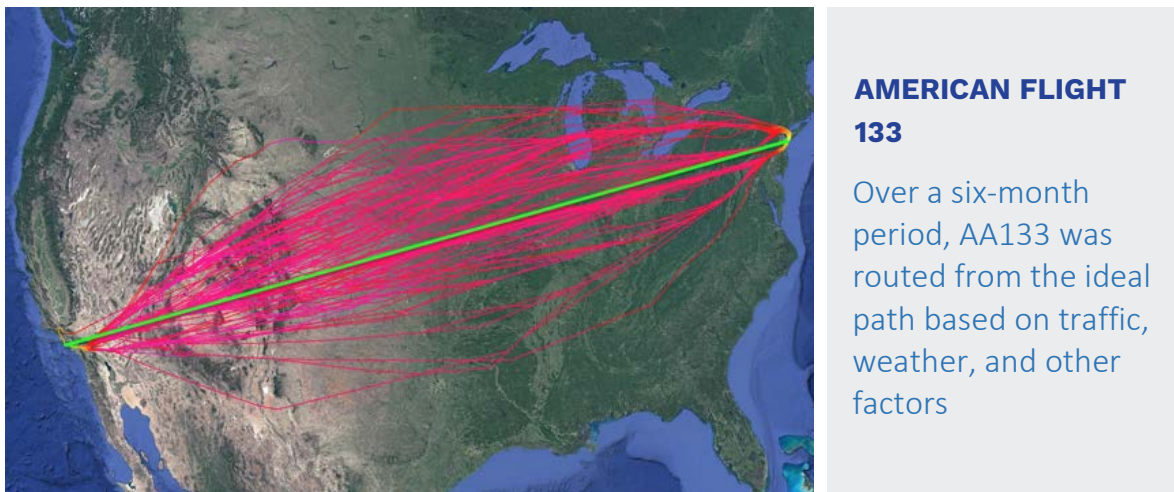 AMERICAN FLIGHT
133
Over a six-month
period, AA133 was
routed from the ideal
path based on traffic,
weather, and other
factors